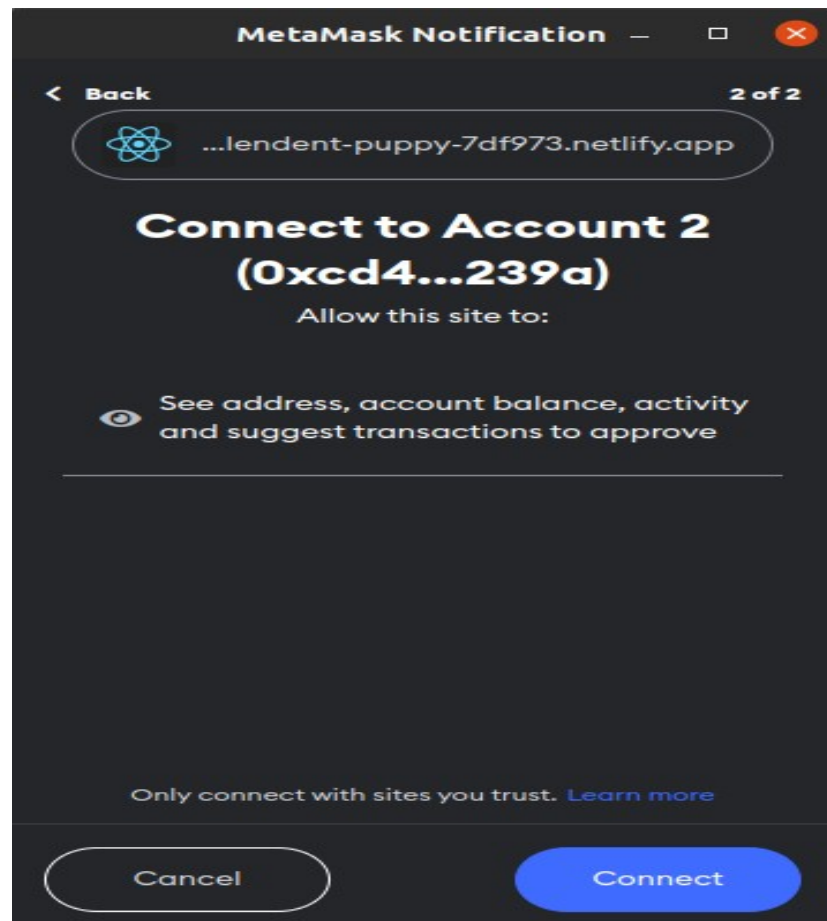 MetaMask Notification
< Back 2 of 2
...lendent-puppy-7df973.netlify.app
Connect to Account 2
(0xcd4...239a)
Allow this site to:
See address, account balance, activity
and suggest transactions to approve
Only connect with sites you trust. Learn more
Cancel Connect